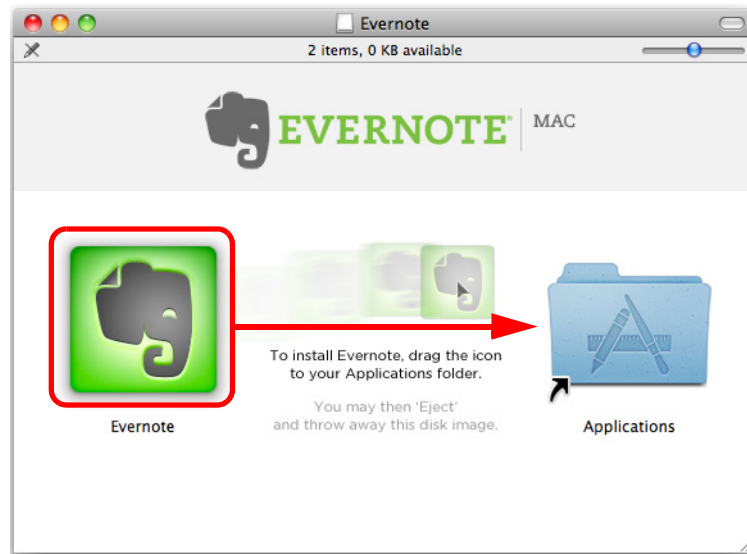 Evernote
2 items, 0 KB available
EVERNOTE® MAC
To install Evernote, drag the icon
to your Applications folder.
You may then 'Eject'
and throw away this disk image.
Evernote
Applications